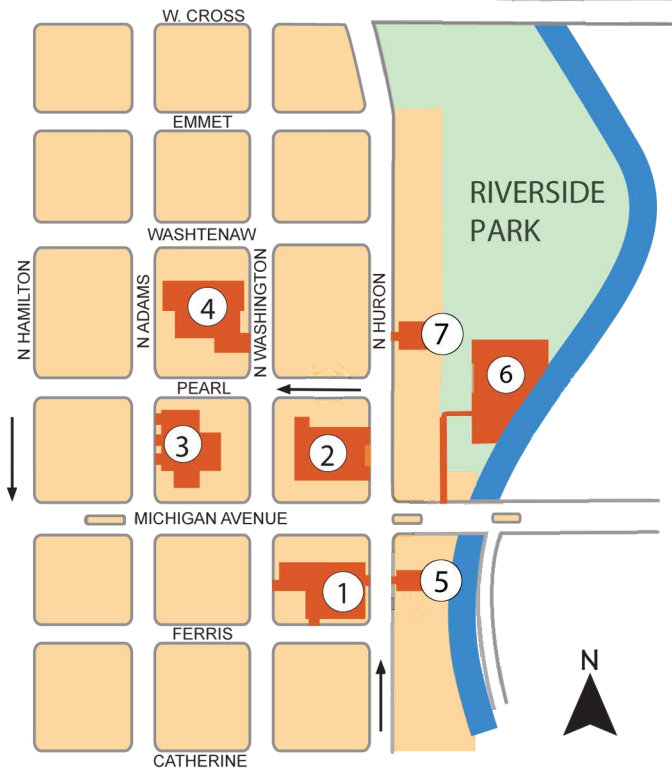 W. CROSS
EMMET
RIVERSIDE
PARK
WASHTENAW
N HAMILTON
N ADAMS
N WASHINGTON
N HURON
4
7
6
PEARL
3
2
MICHIGAN AVENUE
1
5
FERRIS
N
CATHERINE